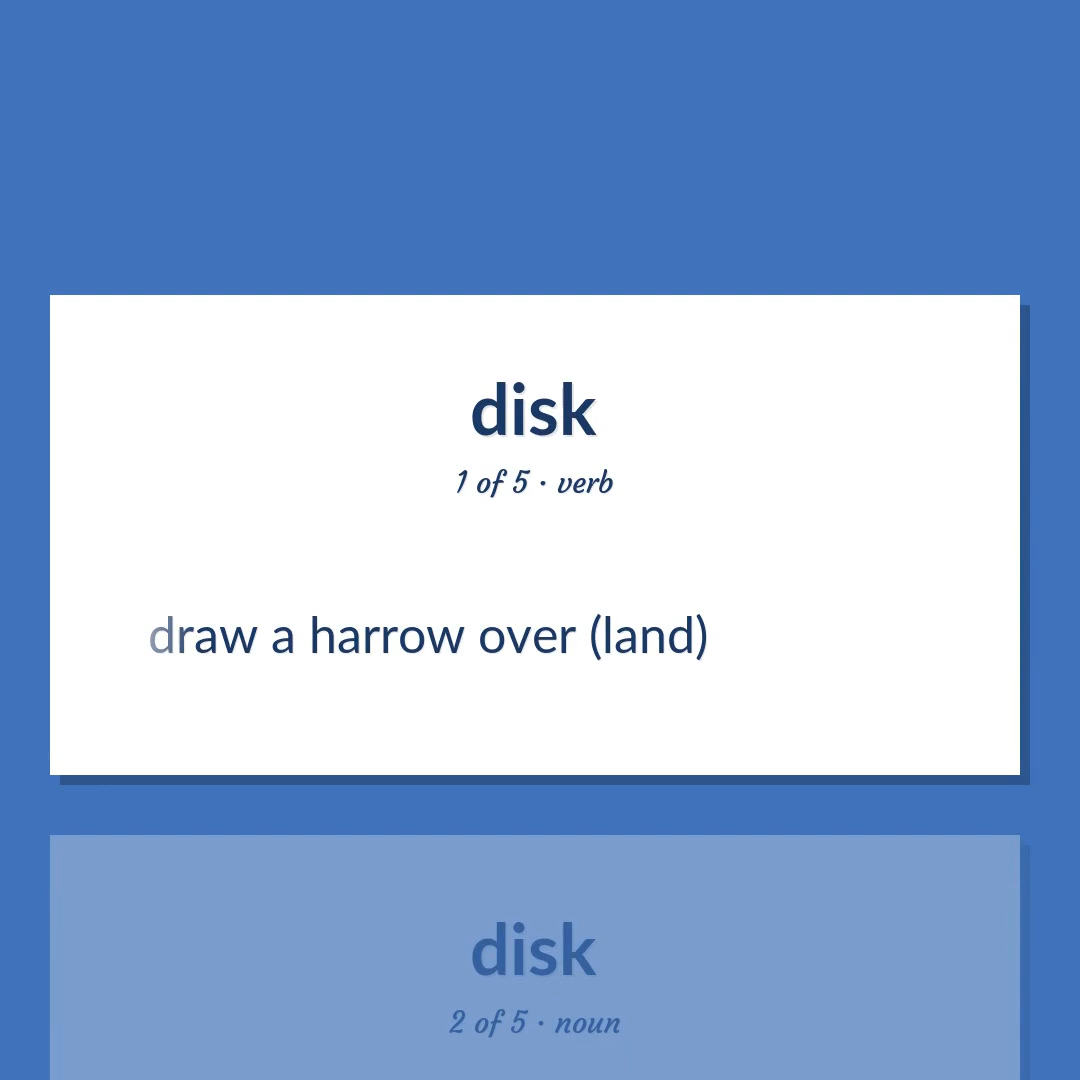 disk
1 of 5 · verb
draw a harrow over (land)
disk
2 of 5 · noun